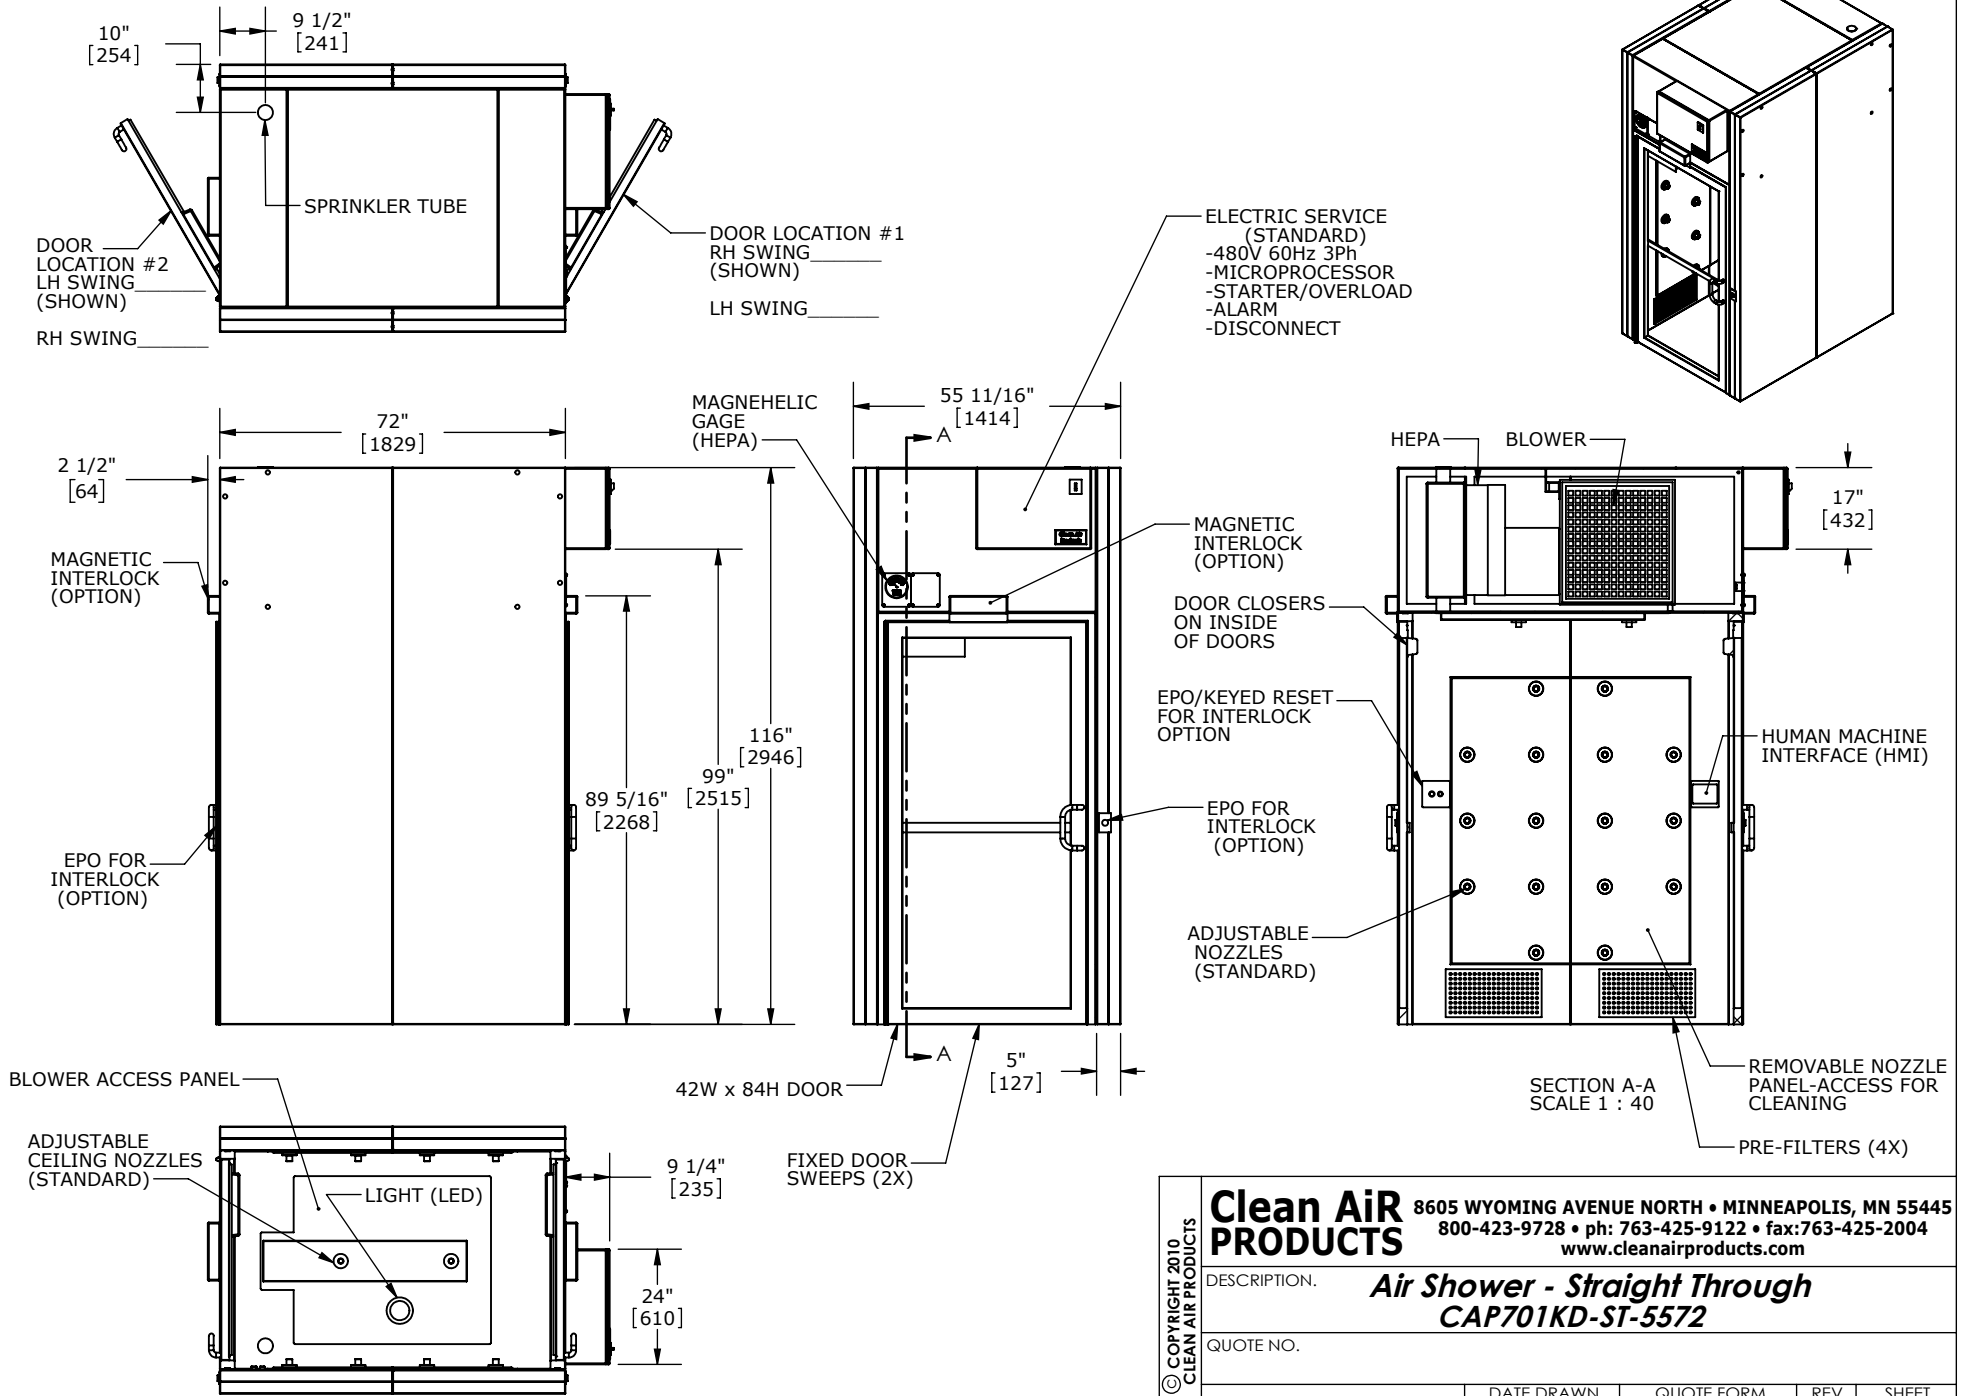 10"
[254]
9 1/2"
[241]
SPRINKLER TUBE
DOOR
LOCATION #2
LH SWING______
(SHOWN)
RH SWING______
DOOR LOCATION #1
RH SWING______
(SHOWN)
LH SWING______
ELECTRIC SERVICE
(STANDARD)
-480V 60Hz 3Ph
-MICROPROCESSOR
-STARTER/OVERLOAD
-ALARM
-DISCONNECT
72"
[1829]
2 1/2"
[64]
MAGNETIC
INTERLOCK
(OPTION)
EPO FOR
INTERLOCK
(OPTION)
89 5/16"
[2268]
99"
[2515]
116"
[2946]
MAGNEHELIC
GAGE
(HEPA)
55 11/16"
[1414]
A
MAGNETIC
INTERLOCK
(OPTION)
EPO FOR
INTERLOCK
(OPTION)
A
5"
[127]
42W x 84H DOOR
FIXED DOOR
SWEEPS (2X)
HEPA
BLOWER
17"
[432]
DOOR CLOSERS
ON INSIDE
OF DOORS
EPO/KEYED RESET
FOR INTERLOCK
OPTION
HUMAN MACHINE
INTERFACE (HMI)
ADJUSTABLE
NOZZLES
(STANDARD)
SECTION A-A
SCALE 1 : 40
REMOVABLE NOZZLE
PANEL-ACCESS FOR
CLEANING
PRE-FILTERS (4X)
BLOWER ACCESS PANEL
ADJUSTABLE
CEILING NOZZLES
(STANDARD)
LIGHT (LED)
9 1/4"
[235]
24"
[610]
© COPYRIGHT 2010
CLEAN AIR PRODUCTS
Clean AiR
PRODUCTS
8605 WYOMING AVENUE NORTH • MINNEAPOLIS, MN 55445
800-423-9728 • ph: 763-425-9122 • fax:763-425-2004
www.cleanairproducts.com
DESCRIPTION.
Air Shower - Straight Through
CAP701KD-ST-5572
QUOTE NO.
DATE DRAWN
QUOTE FORM
REV
SHEET